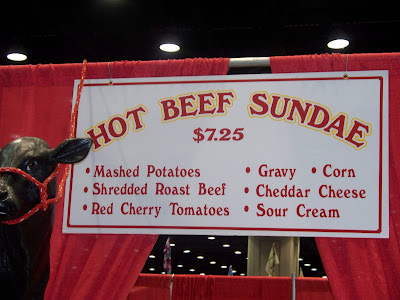 HOT BEEF SUNDAE
$7.25
• Mashed Potatoes
• Shredded Roast Beef
• Red Cherry Tomatoes
• Gravy • Corn
• Cheddar Cheese
• Sour Cream